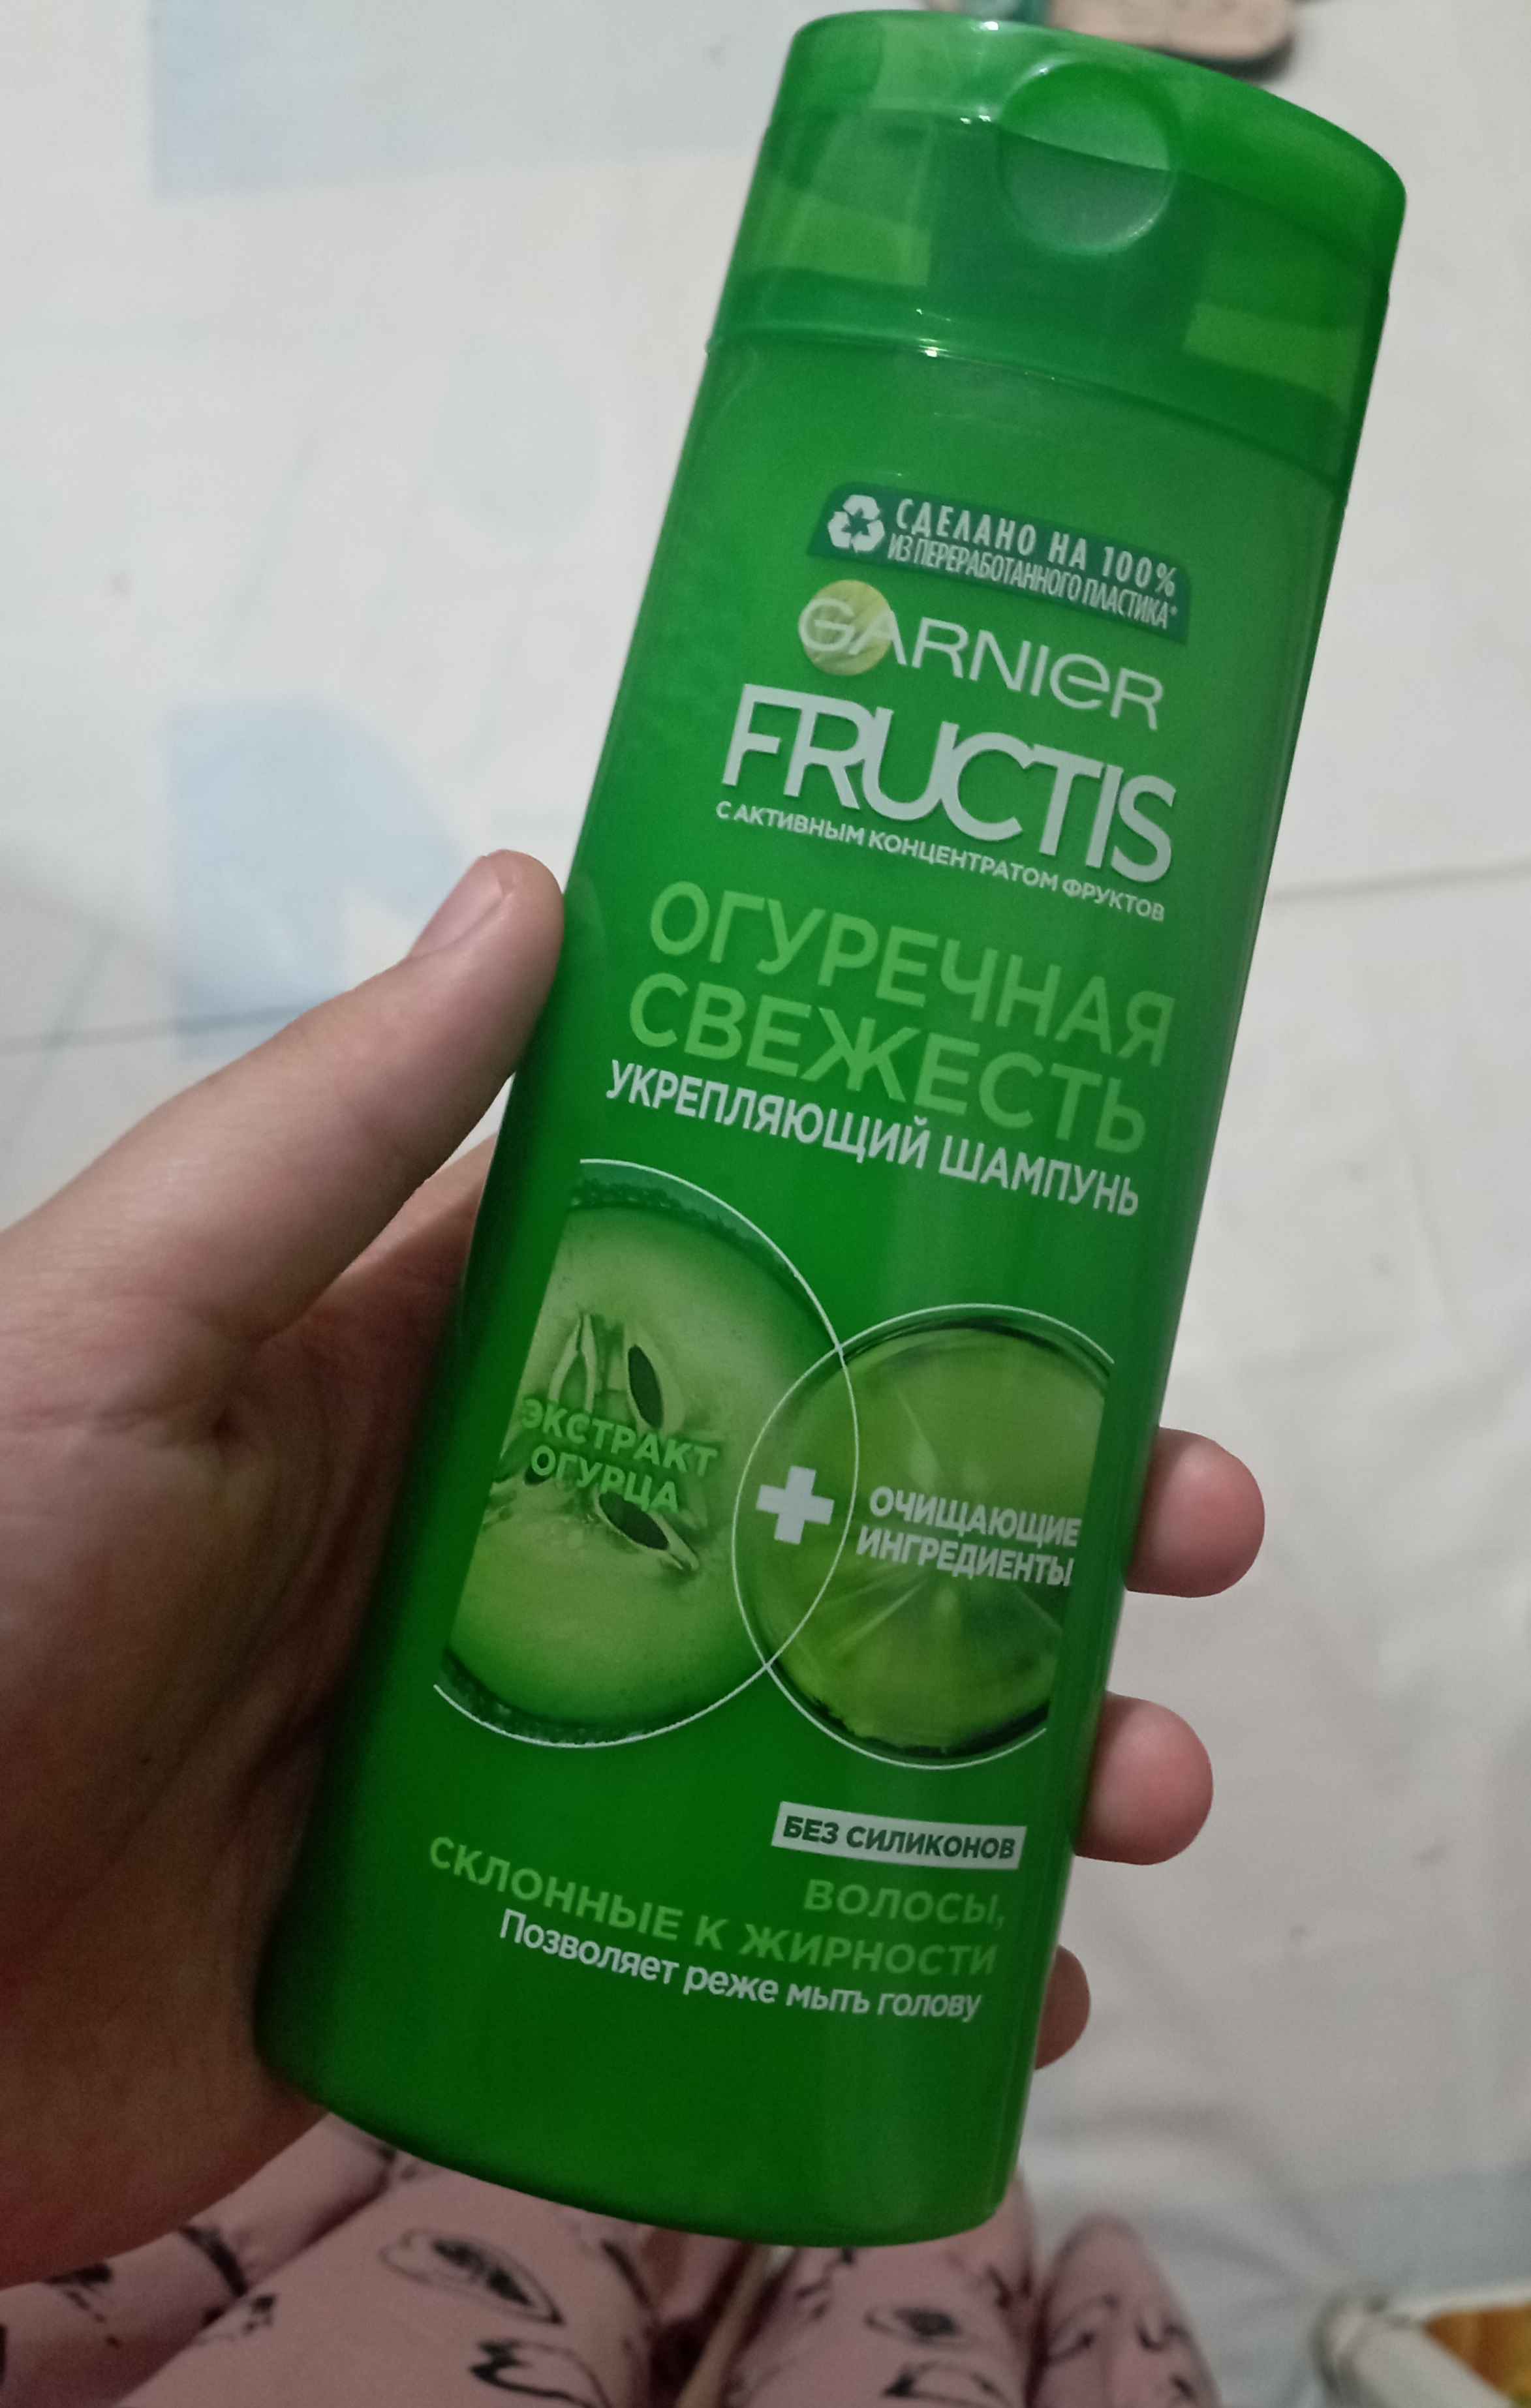 СДЕЛАНО НА 100%
ИЗ ПЕРЕРАБОТАННОГО ПЛАСТИКА*
GARNIER
FRUCTIS
С АКТИВНЫМ КОНЦЕНТРАТОМ ФРУКТОВ
ОГУРЕЧНАЯ
СВЕЖЕСТЬ
УКРЕПЛЯЮЩИЙ ШАМПУНЬ
ЭКСТРАКТ
ОГУРЦА
ОЧИЩАЮЩИЕ
ИНГРЕДИЕНТЫ
БЕЗ СИЛИКОНОВ
ВОЛОСЫ,
СКЛОННЫЕ К ЖИРНОСТИ
Позволяет реже мыть голову